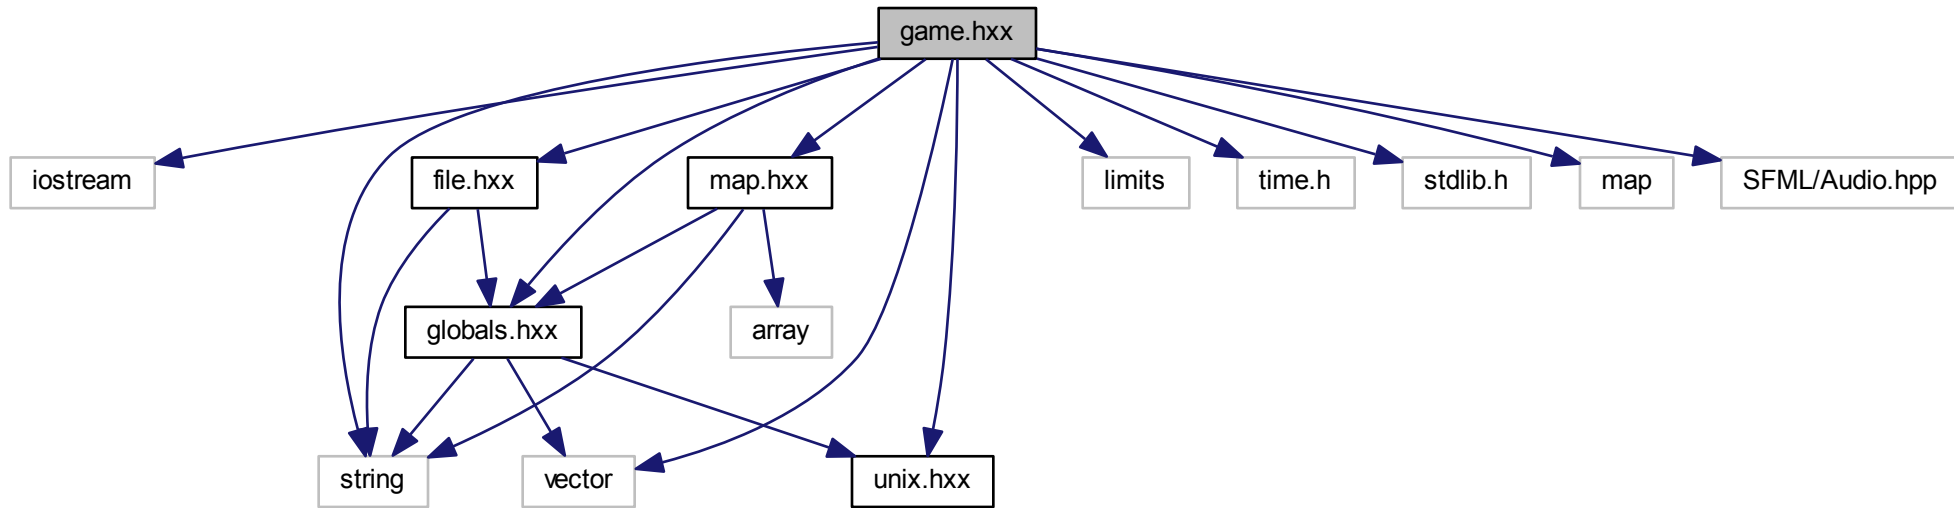 game.hxx
iostream
file.hxx
map.hxx
limits
time.h
stdlib.h
map
SFML/Audio.hpp
globals.hxx
array
string
vector
unix.hxx